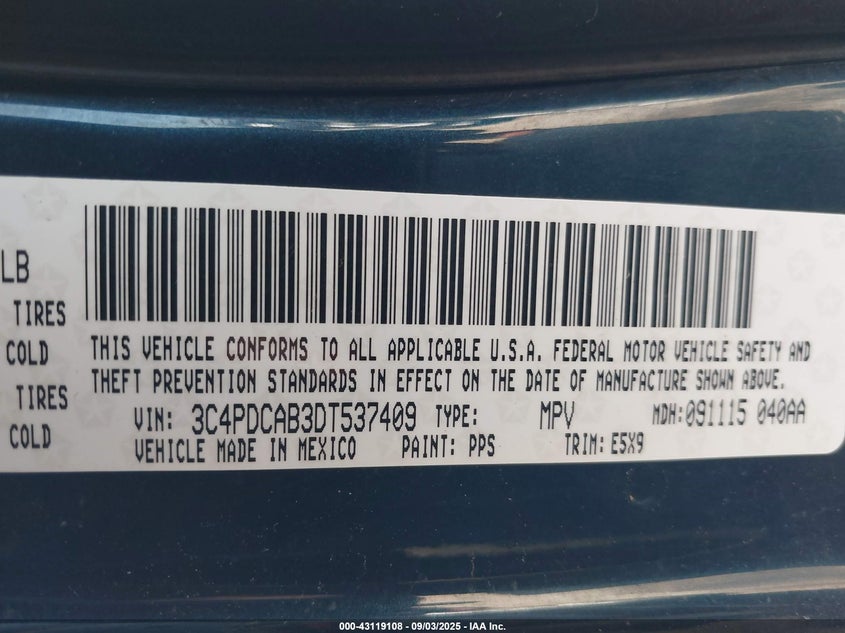 LB
TIRES
COLD
TIRES
COLD
THIS VEHICLE CONFORMS TO ALL APPLICABLE U.S.A. FEDERAL MOTOR VEHICLE SAFETY AND
THEFT PREVENTION STANDARDS IN EFFECT ON THE DATE OF MANUFACTURE SHOWN ABOVE.
VIN: 3C4PDCAB3DT537409 TYPE: MPV MDH:091115 040AA
VEHICLE MADE IN MEXICO PAINT: PPS TRIM: E5X9
000-43119108 - 09/03/2025 - IAA Inc.